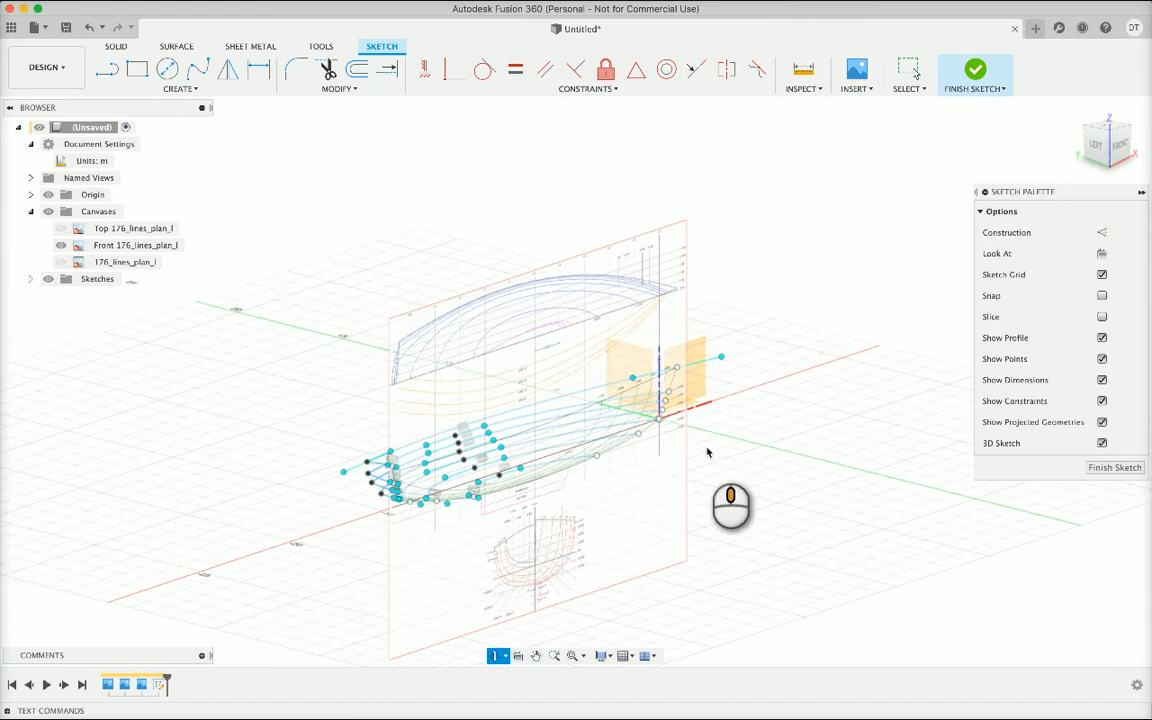 Autodesk Fusion 360 (Personal - Not for Commercial Use)
Untitled*
DT
DESIGN
SOLID SURFACE SHEET METAL TOOLS SKETCH
CREATE MODIFY CONSTRAINTS INSPECT INSERT SELECT FINISH SKETCH
BROWSER
(Unsaved)
Document Settings
Units: m
Named Views
Origin
Canvases
Top 176_lines_plan_l
Front 176_lines_plan_l
176_lines_plan_l
Sketches
Z
LEFT FRONT
Y X
SKETCH PALETTE
Options
Construction
Look At
Sketch Grid
Snap
Slice
Show Profile
Show Points
Show Dimensions
Show Constraints
Show Projected Geometries
3D Sketch
Finish Sketch
COMMENTS
TEXT COMMANDS